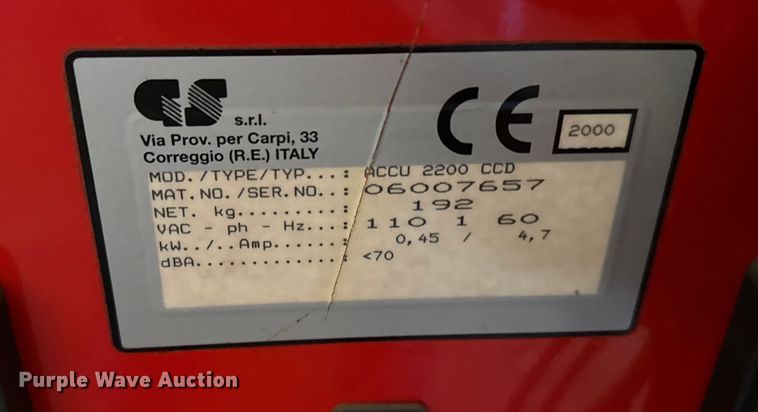 GS s.r.l.
Via Prov. per Carpi, 33
Correggio (R.E.) ITALY
CE 2000
MOD./TYPE/TYP...: ACCU 2200 CCD
MAT.NO./SER.NO..: 06007657
NET. kg.........: 192
VAC - ph - Hz...: 110 1 60
kW../..Amp......: 0,45 / 4,7
dBA.............: <70
Purple Wave Auction